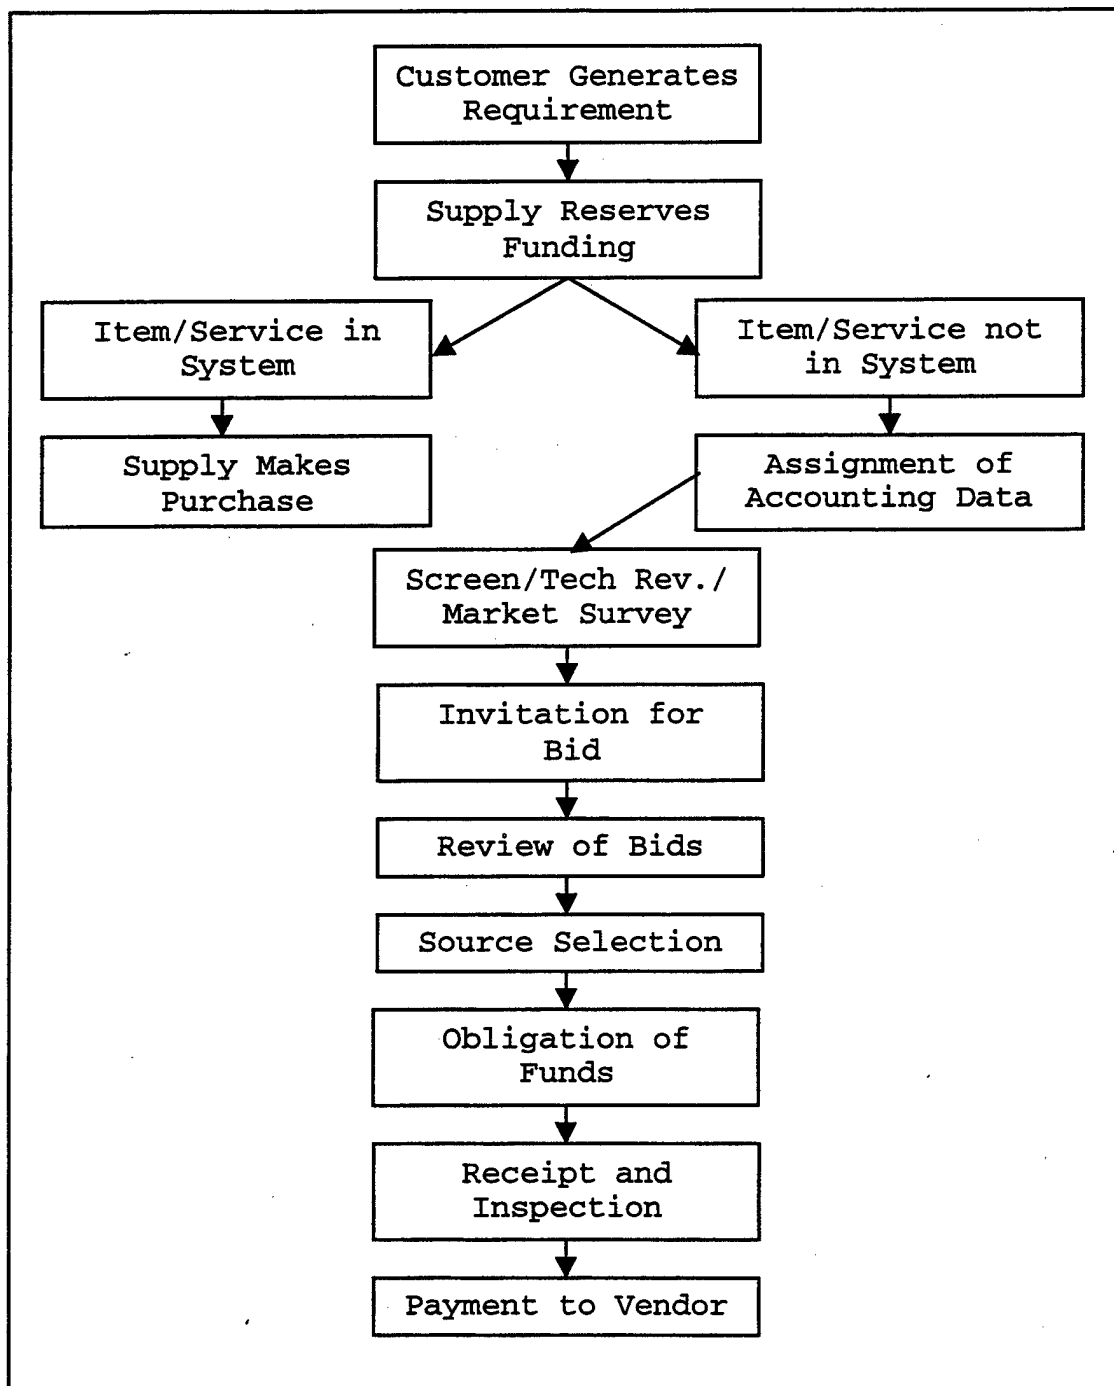 Customer Generates
Requirement
Supply Reserves
Funding
Item/Service in
System
Item/Service not
in System
Supply Makes
Purchase
Assignment of
Accounting Data
Screen/Tech Rev./
Market Survey
Invitation for
Bid
Review of Bids
Source Selection
Obligation of
Funds
Receipt and
Inspection
Payment to Vendor